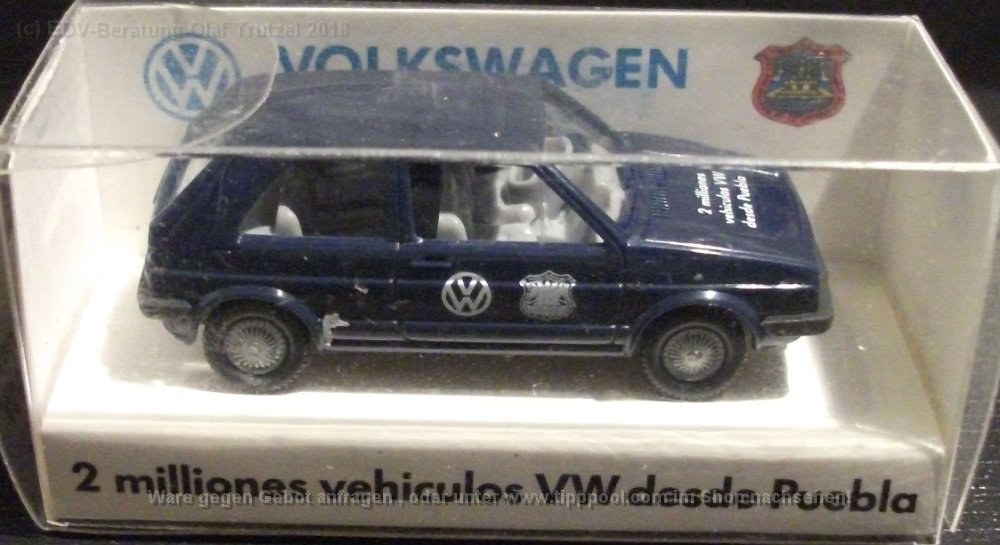 (c) EDV-Beratung Olaf Trutzel 2018
VOLKSWAGEN
2 milliones
vehiculos VW
desde Puebla
2 milliones vehiculos VW desde Puebla
Ware gegen Gebot anfragen., oder unter www.tipppool.com im Shop nachsehen!